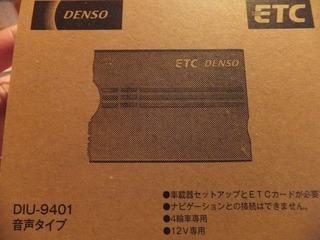 DENSO
ETC
ETC DENSO
DIU-9401
音声タイプ
●車載器セットアップとETCカードが必要
●ナビゲーションとの接続はできません。
●4輪車専用
●12V専用